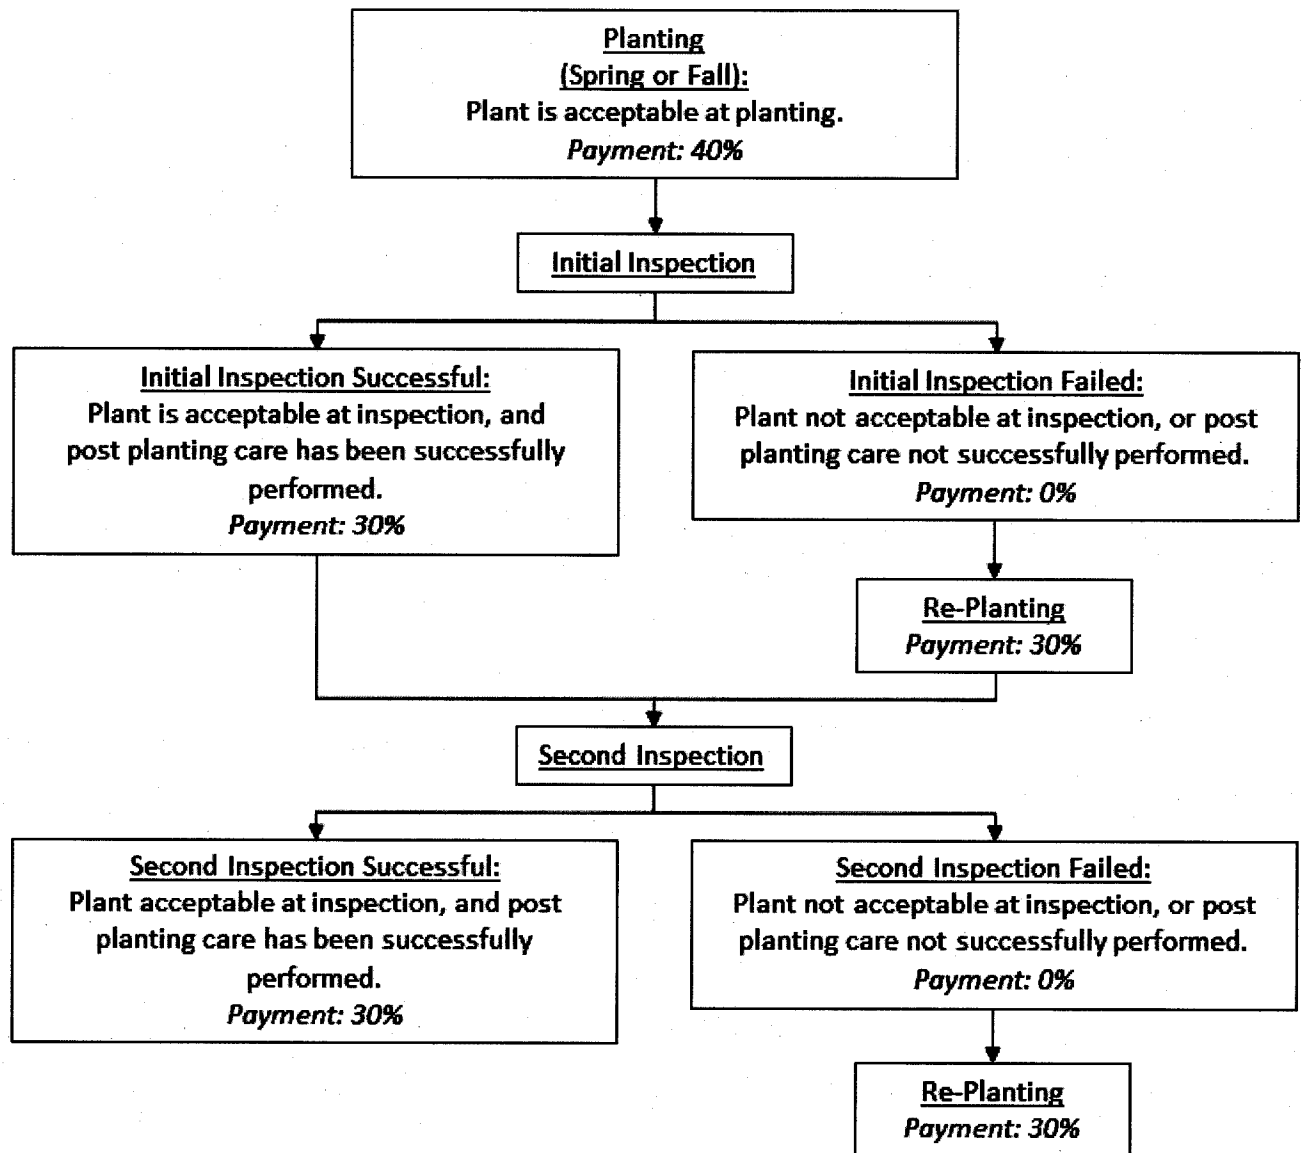 Planting
(Spring or Fall):
Plant is acceptable at planting.
Payment: 40%
Initial Inspection
Initial Inspection Successful:
Plant is acceptable at inspection, and
post planting care has been successfully
performed.
Payment: 30%
Initial Inspection Failed:
Plant not acceptable at inspection, or post
planting care not successfully performed.
Payment: 0%
Re-Planting
Payment: 30%
Second Inspection
Second Inspection Successful:
Plant acceptable at inspection, and post
planting care has been successfully
performed.
Payment: 30%
Second Inspection Failed:
Plant not acceptable at inspection, or post
planting care not successfully performed.
Payment: 0%
Re-Planting
Payment: 30%